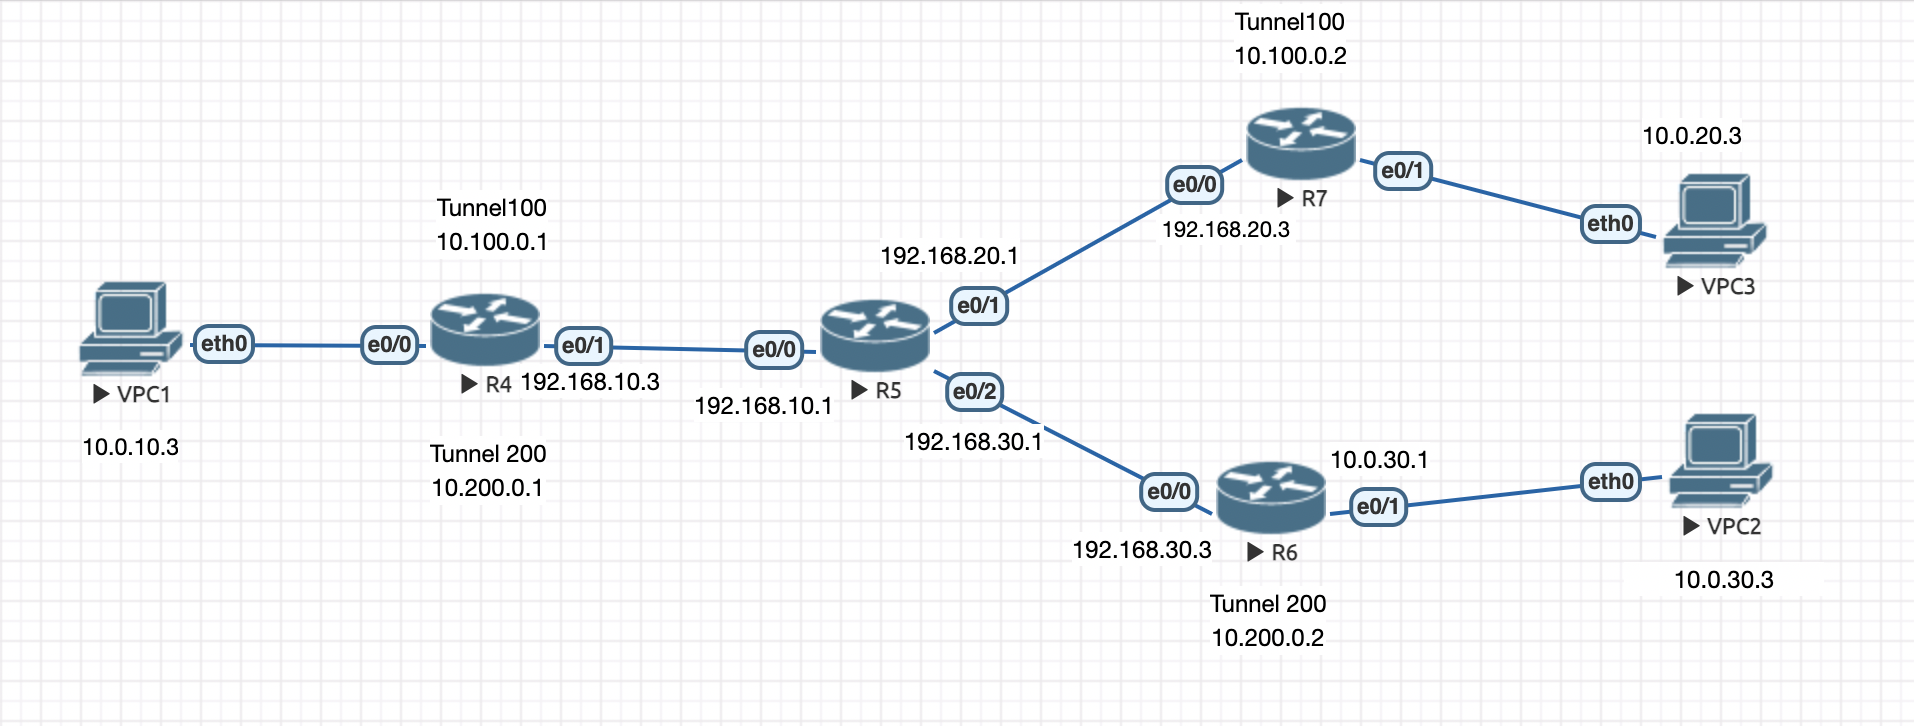 Tunnel100
10.100.0.2
10.0.20.3
e0/1
e0/0
R7
Tunnel100
10.100.0.1
eth0
192.168.20.3
192.168.20.1
VPC3
e0/1
eth0
e0/0
e0/1
e0/0
R4
192.168.10.3
VPC1
R5
e0/2
192.168.10.1
10.0.10.3
192.168.30.1
Tunnel 200
10.200.0.1
10.0.30.1
eth0
e0/0
e0/1
VPC2
192.168.30.3
R6
10.0.30.3
Tunnel 200
10.200.0.2